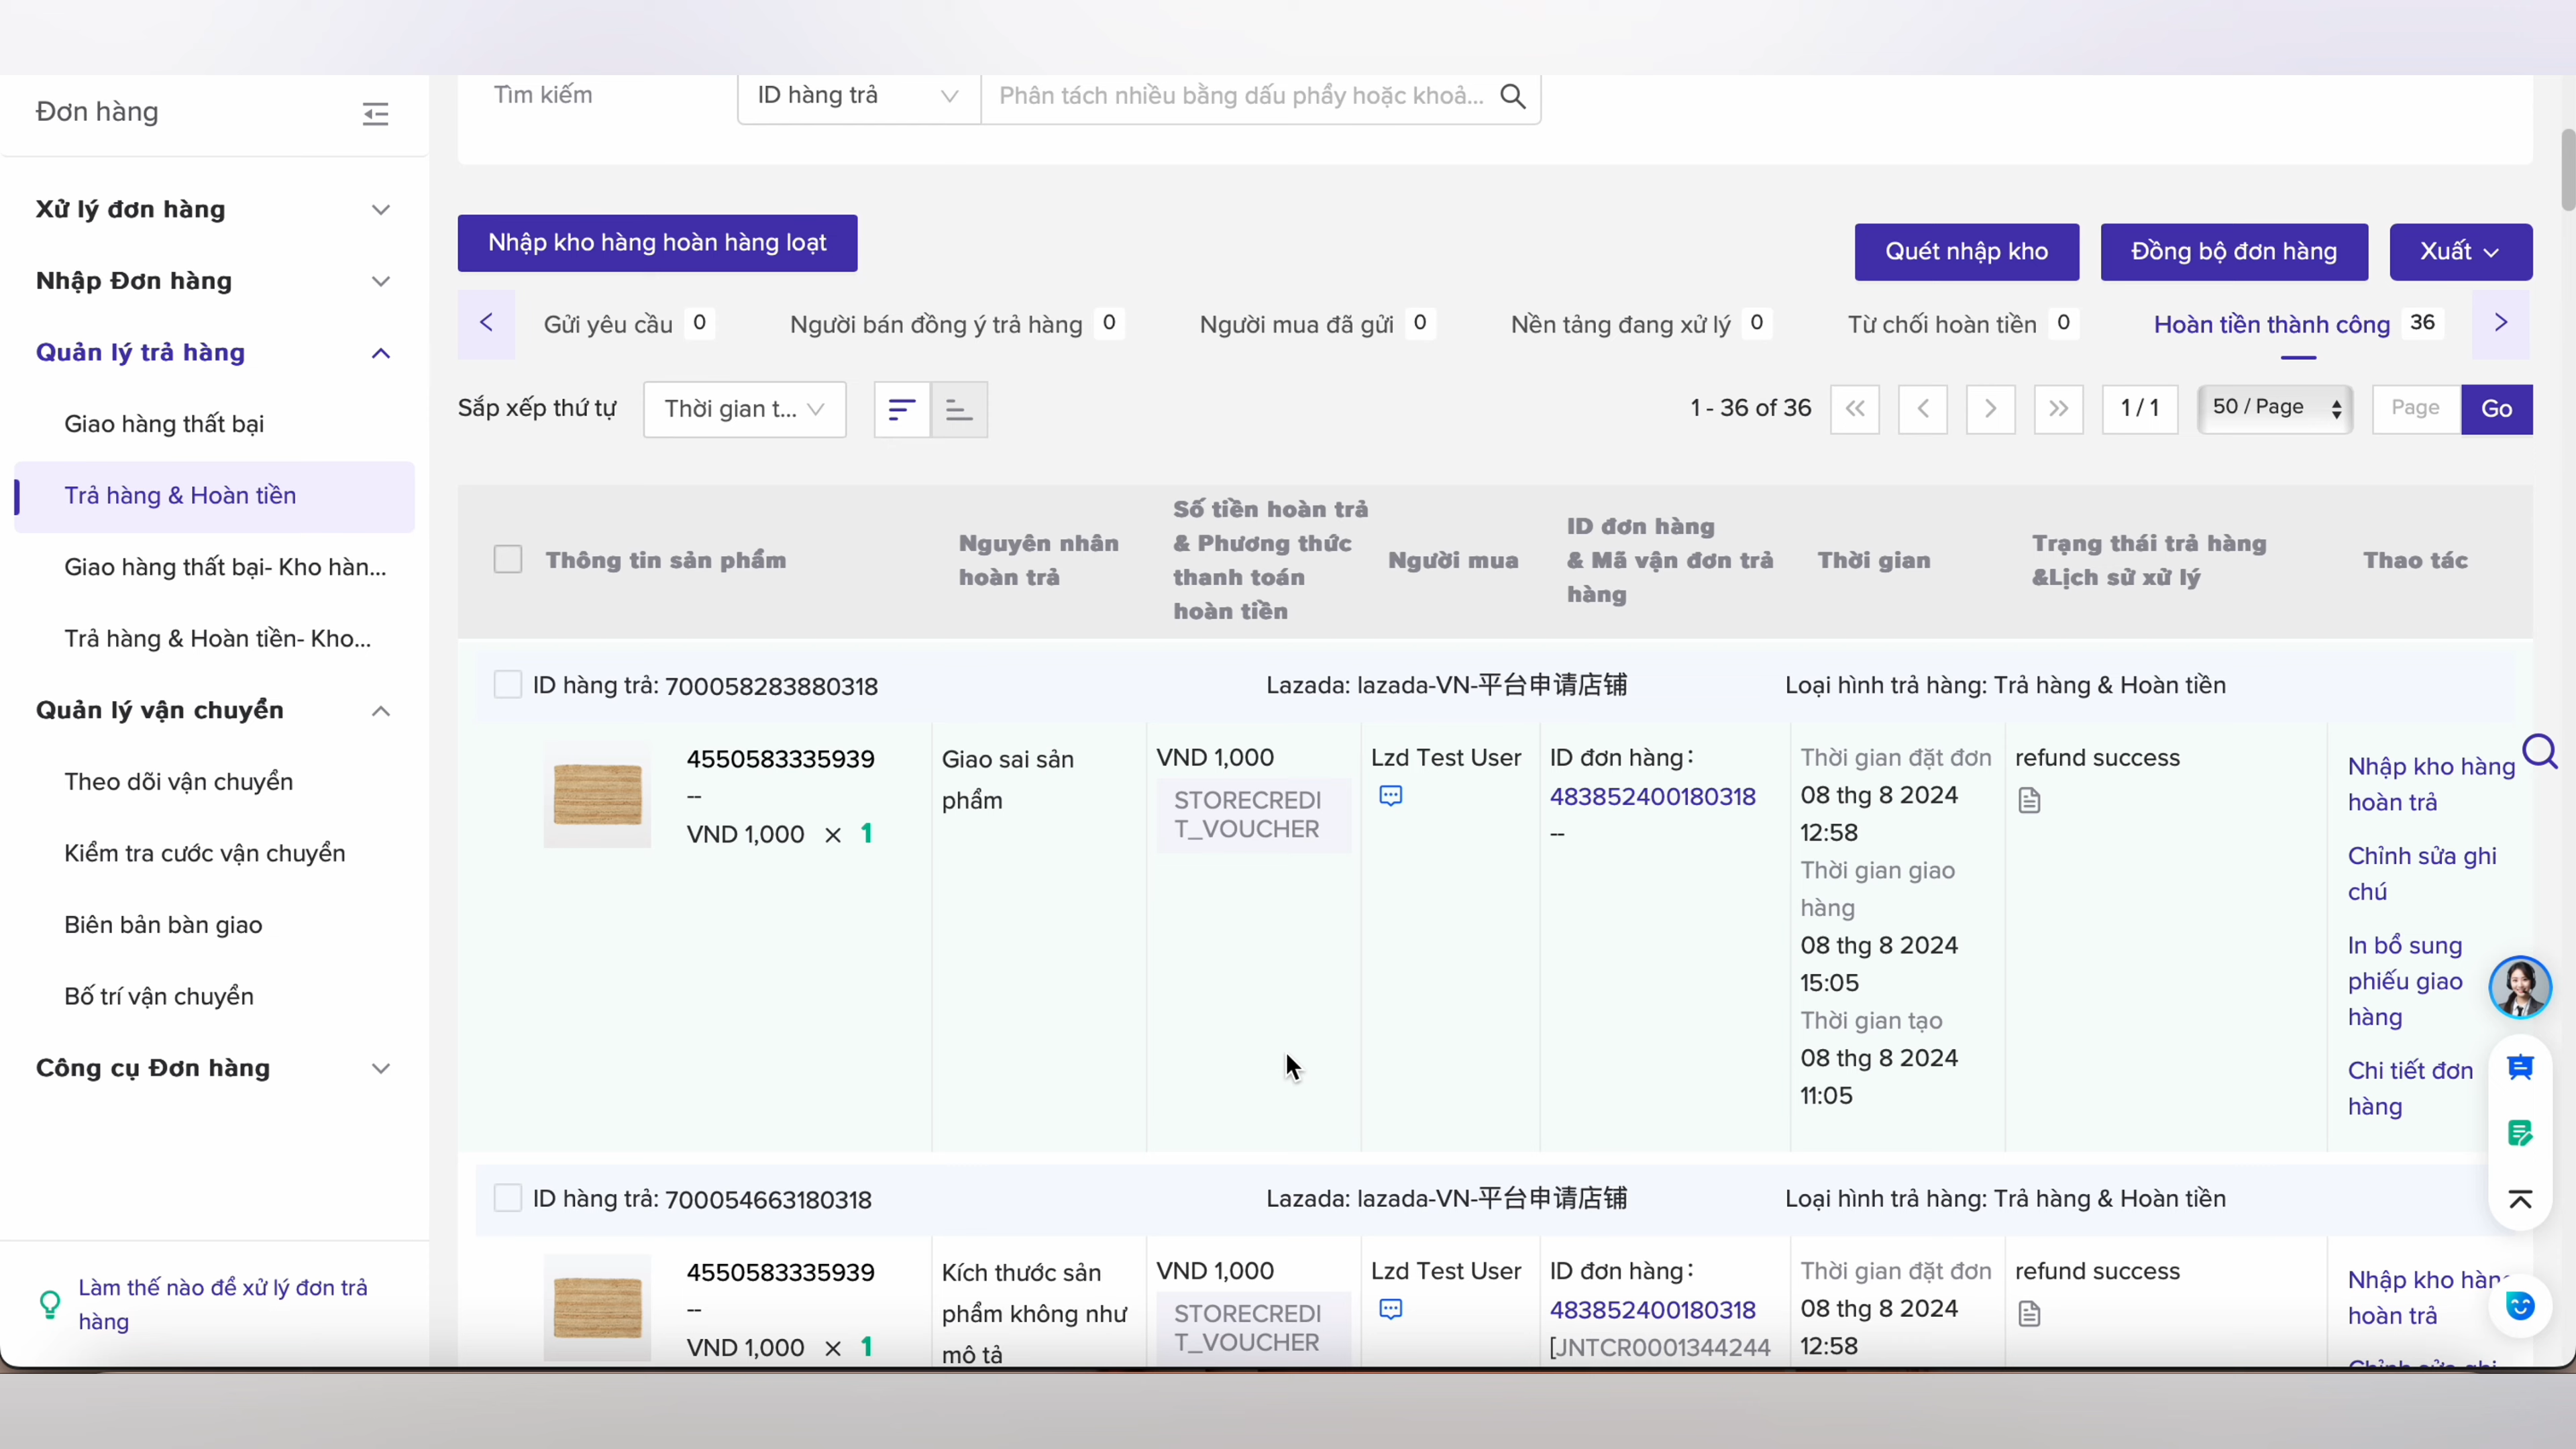 Đơn hàng
Xử lý đơn hàng
Nhập Đơn hàng
Quản lý trả hàng
Giao hàng thất bại
Trả hàng & Hoàn tiền
Giao hàng thất bại- Kho hàn...
Trả hàng & Hoàn tiền- Kho...
Quản lý vận chuyển
Theo dõi vận chuyển
Kiểm tra cước vận chuyển
Biên bản bàn giao
Bố trí vận chuyển
Công cụ Đơn hàng
Làm thế nào để xử lý đơn trả
hàng
Tìm kiếm
ID hàng trả
Phân tách nhiều bằng dấu phẩy hoặc khoả...
Nhập kho hàng hoàn hàng loạt
Quét nhập kho
Đồng bộ đơn hàng
Xuất
Gửi yêu cầu 0
Người bán đồng ý trả hàng 0
Người mua đã gửi 0
Nền tảng đang xử lý 0
Từ chối hoàn tiền 0
Hoàn tiền thành công 36
Sắp xếp thứ tự
Thời gian t...
1 - 36 of 36
1 / 1
50 / Page
Page
Go
Thông tin sản phẩm
Nguyên nhân
hoàn trả
Số tiền hoàn trả
& Phương thức
thanh toán
hoàn tiền
Người mua
ID đơn hàng
& Mã vận đơn trả
hàng
Thời gian
Trạng thái trả hàng
&Lịch sử xử lý
Thao tác
ID hàng trả: 700058283880318
Lazada: lazada-VN-平台申请店铺
Loại hình trả hàng: Trả hàng & Hoàn tiền
4550583335939
--
VND 1,000 × 1
Giao sai sản
phẩm
VND 1,000
STORECREDI
T_VOUCHER
Lzd Test User
ID đơn hàng:
483852400180318
--
Thời gian đặt đơn
08 thg 8 2024
12:58
Thời gian giao
hàng
08 thg 8 2024
15:05
Thời gian tạo
08 thg 8 2024
11:05
refund success
Nhập kho hàng
hoàn trả
Chỉnh sửa ghi
chú
In bổ sung
phiếu giao
hàng
Chi tiết đơn
hàng
ID hàng trả: 700054663180318
Lazada: lazada-VN-平台申请店铺
Loại hình trả hàng: Trả hàng & Hoàn tiền
4550583335939
--
VND 1,000 × 1
Kích thước sản
phẩm không như
mô tả
VND 1,000
STORECREDI
T_VOUCHER
Lzd Test User
ID đơn hàng:
483852400180318
[JNTCR0001344244
Thời gian đặt đơn
08 thg 8 2024
12:58
refund success
Nhập kho hàng
hoàn trả